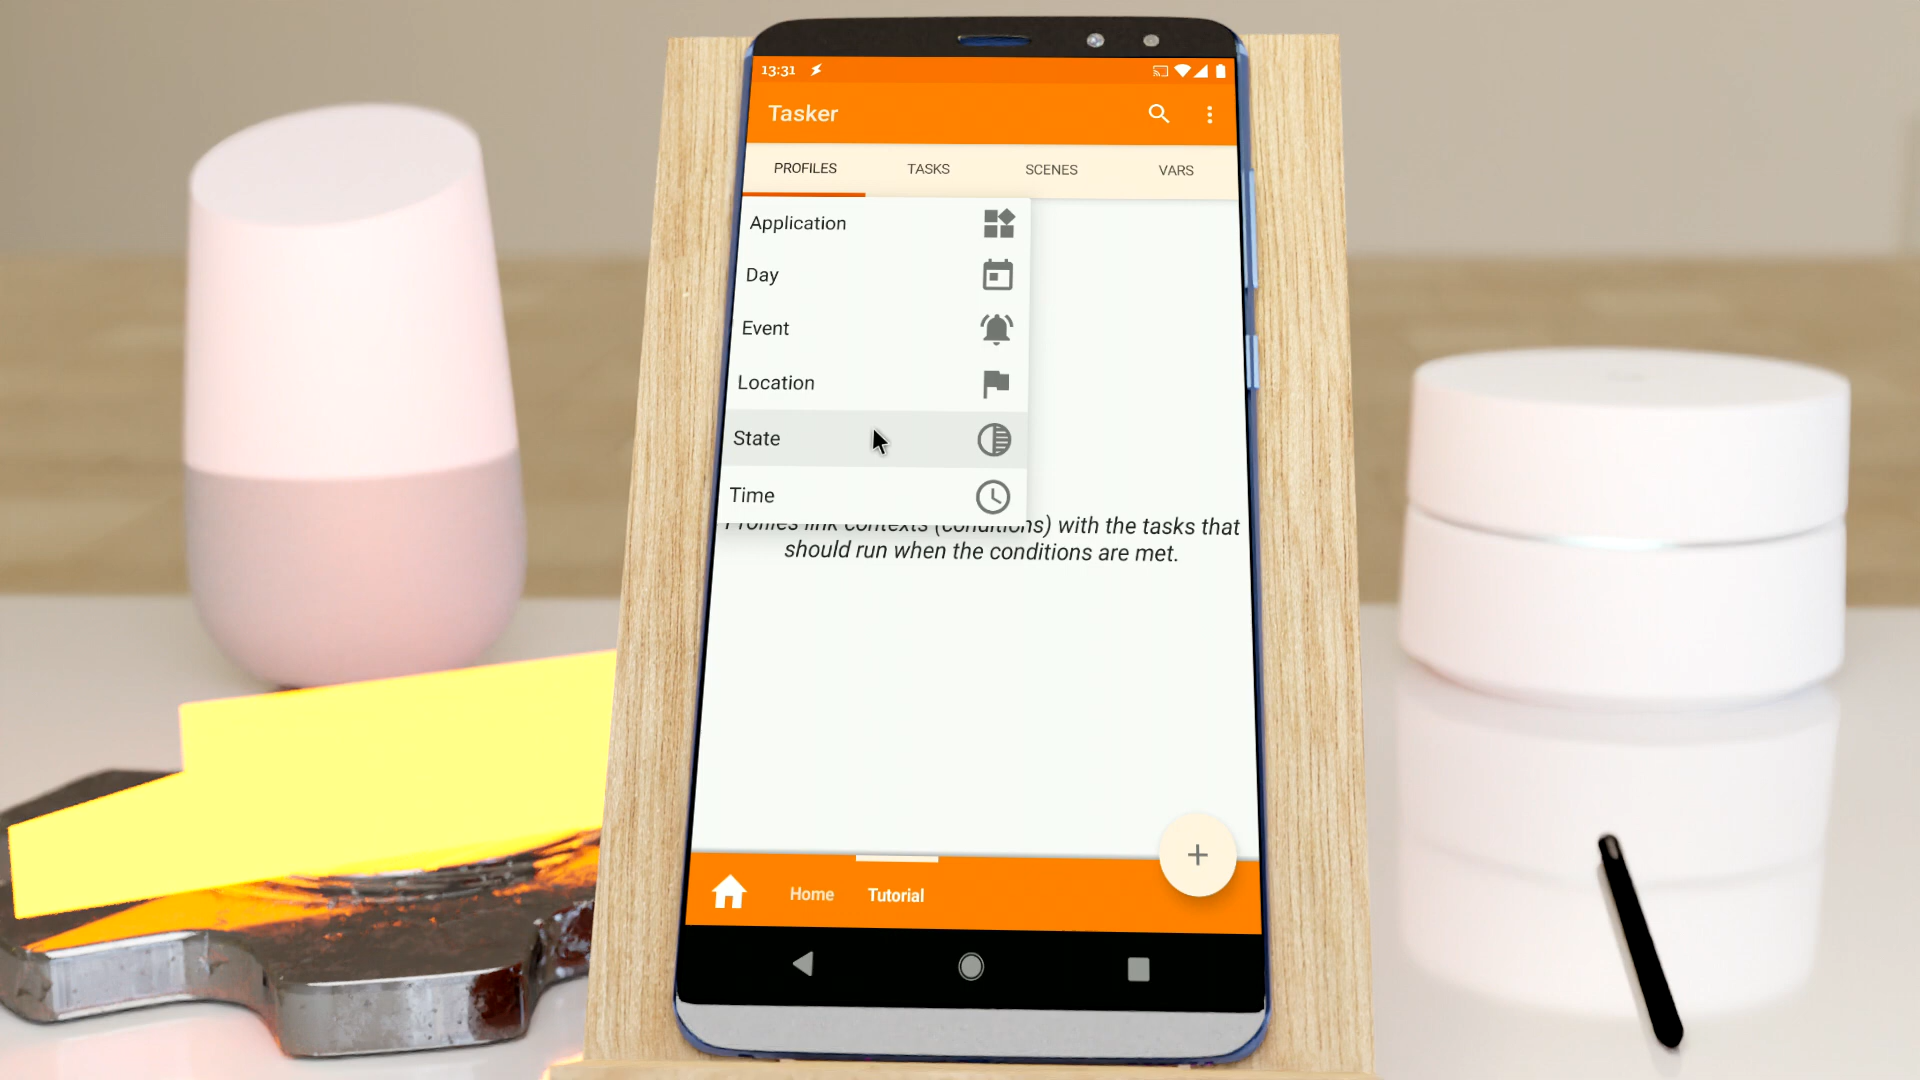 13:31
Tasker
PROFILES TASKS SCENES VARS
Application
Day
Event
Location
State
Time
Profiles link contexts (conditions) with the tasks that
should run when the conditions are met.
Home Tutorial